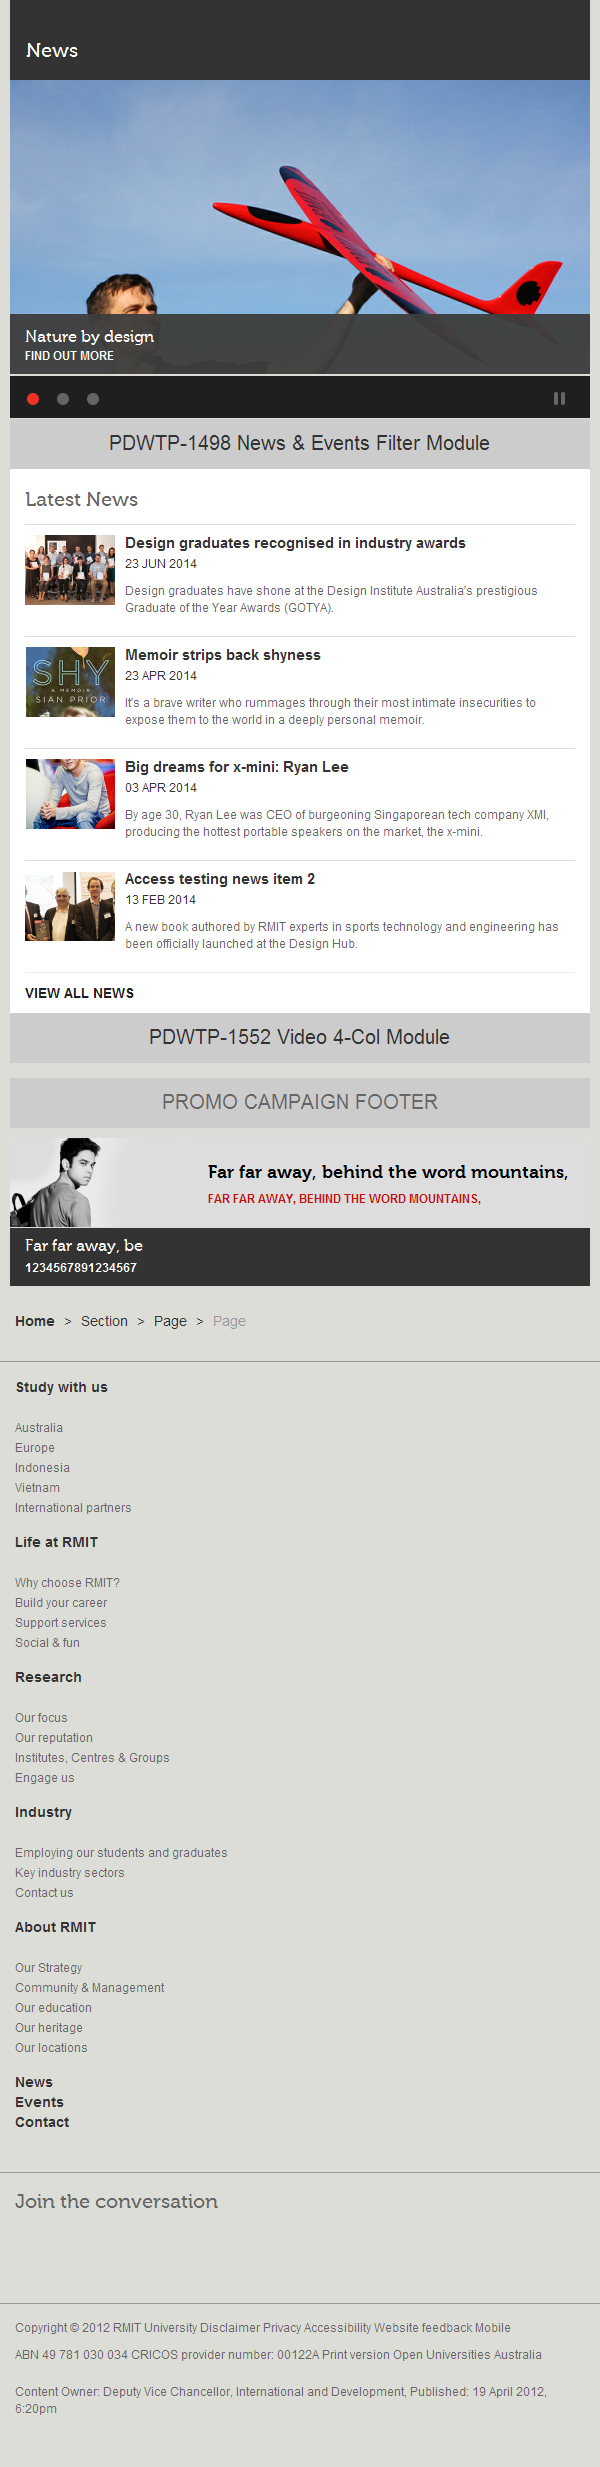 News
Nature by design
FIND OUT MORE
PDWTP-1498 News & Events Filter Module
Latest News
Design graduates recognised in industry awards
23 JUN 2014
Design graduates have shone at the Design Institute Australia's prestigious
Graduate of the Year Awards (GOTYA).
SHY
A MEMOIR
SIAN PRIOR
Memoir strips back shyness
23 APR 2014
It's a brave writer who rummages through their most intimate insecurities to
expose them to the world in a deeply personal memoir.
Big dreams for x-mini: Ryan Lee
03 APR 2014
By age 30, Ryan Lee was CEO of burgeoning Singaporean tech company XMI,
producing the hottest portable speakers on the market, the x-mini.
Access testing news item 2
13 FEB 2014
A new book authored by RMIT experts in sports technology and engineering has
been officially launched at the Design Hub.
VIEW ALL NEWS
PDWTP-1552 Video 4-Col Module
PROMO CAMPAIGN FOOTER
Far far away, behind the word mountains,
FAR FAR AWAY, BEHIND THE WORD MOUNTAINS,
Far far away, be
1234567891234567
Home > Section > Page > Page
Study with us
Australia
Europe
Indonesia
Vietnam
International partners
Life at RMIT
Why choose RMIT?
Build your career
Support services
Social & fun
Research
Our focus
Our reputation
Institutes, Centres & Groups
Engage us
Industry
Employing our students and graduates
Key industry sectors
Contact us
About RMIT
Our Strategy
Community & Management
Our education
Our heritage
Our locations
News
Events
Contact
Join the conversation
Copyright © 2012 RMIT University Disclaimer Privacy Accessibility Website feedback Mobile
ABN 49 781 030 034 CRICOS provider number: 00122A Print version Open Universities Australia
Content Owner: Deputy Vice Chancellor, International and Development, Published: 19 April 2012,
6:20pm